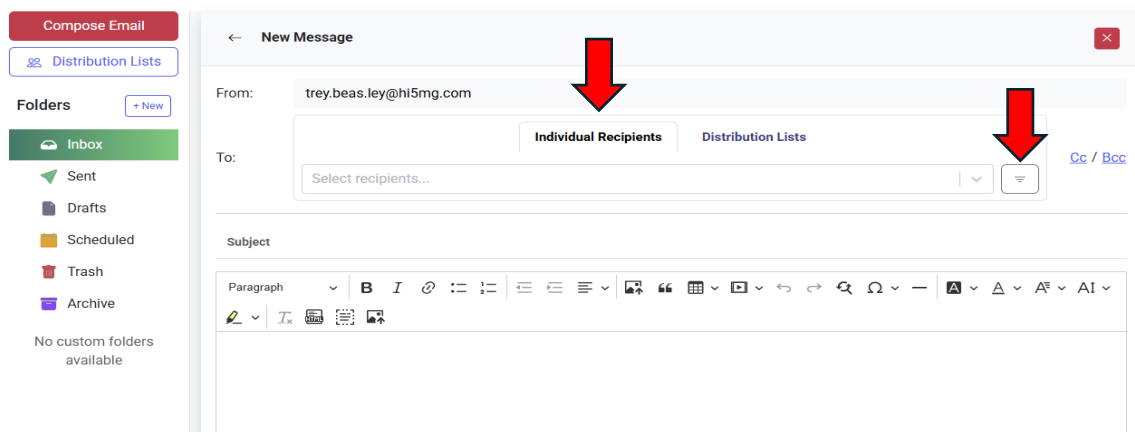 Compose Email
Distribution Lists
Folders
+ New
Inbox
Sent
Drafts
Scheduled
Trash
Archive
No custom folders
available
← New Message
From: trey.beas.ley@hi5mg.com
Individual Recipients Distribution Lists
To:
Select recipients...
Cc / Bcc
Subject
Paragraph